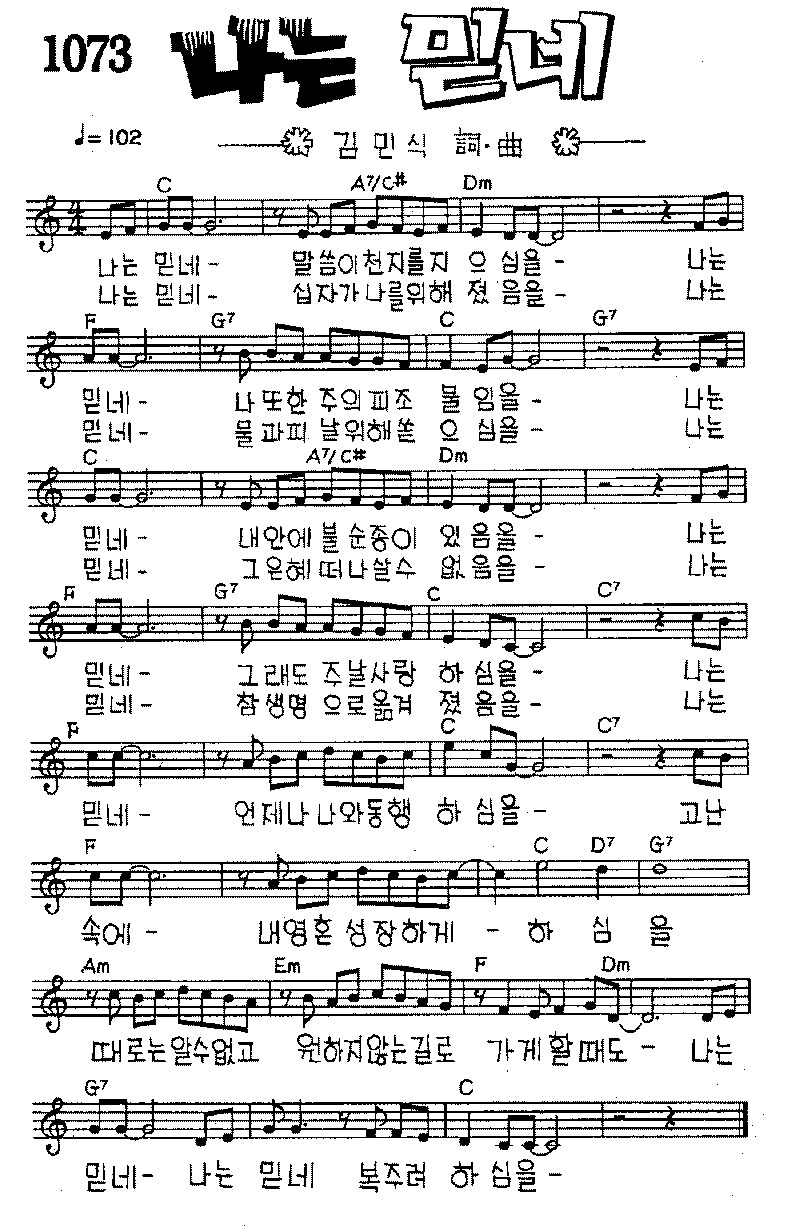 1073 나는 믿네
♩= 102 김 민 식 詞·曲
C A7/C# Dm
나는 믿네- 말씀이천지를지 으 심을- 나는
나는 믿네- 십자가나를위해 졌 음을- 나는
F G7 C G7
믿네- 나또한주의피조 물 임을- 나는
믿네- 물과피날위해쏟 으 심을- 나는
C A7/C# Dm
믿네- 내안에불순종이 있 음을- 나는
믿네- 그은혜떠나살수 없 음을- 나는
F G7 C C7
믿네- 그래도주날사랑 하 심을- 나는
믿네- 참생명으로옮겨 졌 음을- 나는
F C C7
믿네- 언제나나와동행 하 심을- 고난
F C D7 G7
속에- 내영혼성장하게 - 하 심 을
Am Em F Dm
때로는알수없고 원하지않는길로 가게할때도- 나는
G7 C
믿네- 나는 믿네 복주려 하 심을-